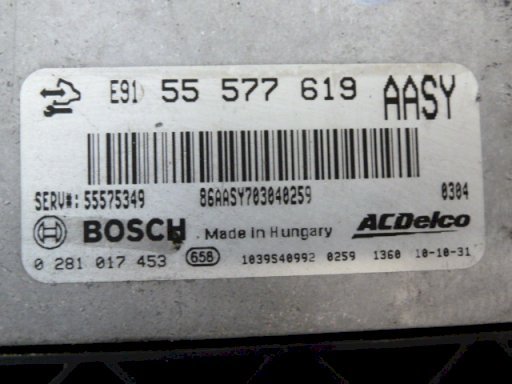 E91 55 577 619 AASY
SERV#: 55575349 86AASY703040259 0304
BOSCH Made in Hungary ACDelco
0 281 017 453 658 1039S40992 0259 1360 10-10-31